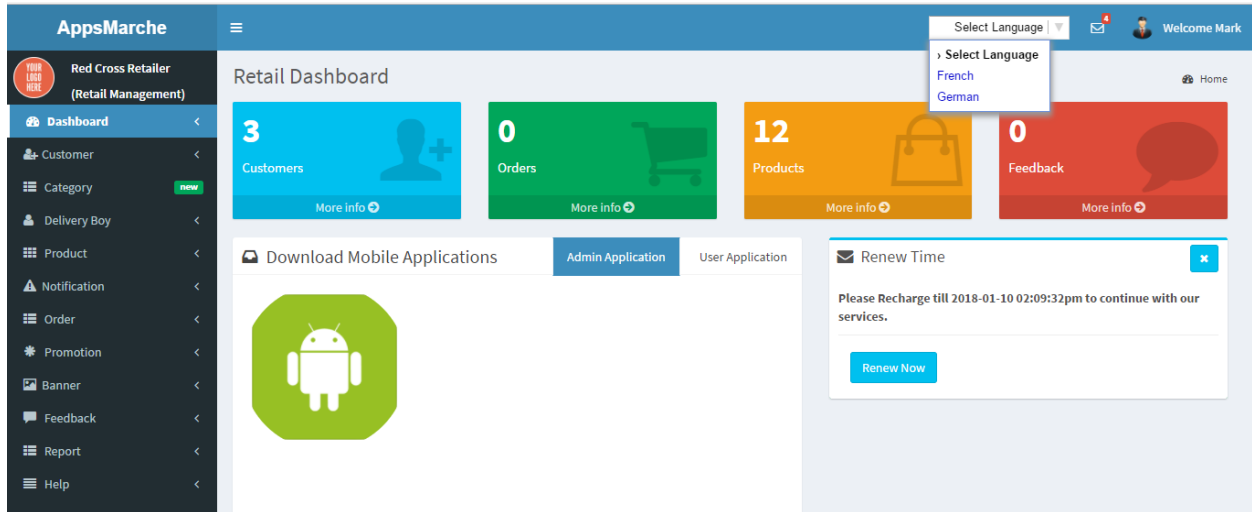 AppsMarche
Select Language
4
Welcome Mark
› Select Language
French
German
YOUR
LOGO
HERE
Red Cross Retailer
(Retail Management)
Dashboard
Customer
Category new
Delivery Boy
Product
Notification
Order
Promotion
Banner
Feedback
Report
Help
Retail Dashboard
Home
3
Customers
More info
0
Orders
More info
12
Products
More info
0
Feedback
More info
Download Mobile Applications
Admin Application
User Application
Renew Time
Please Recharge till 2018-01-10 02:09:32pm to continue with our
services.
Renew Now